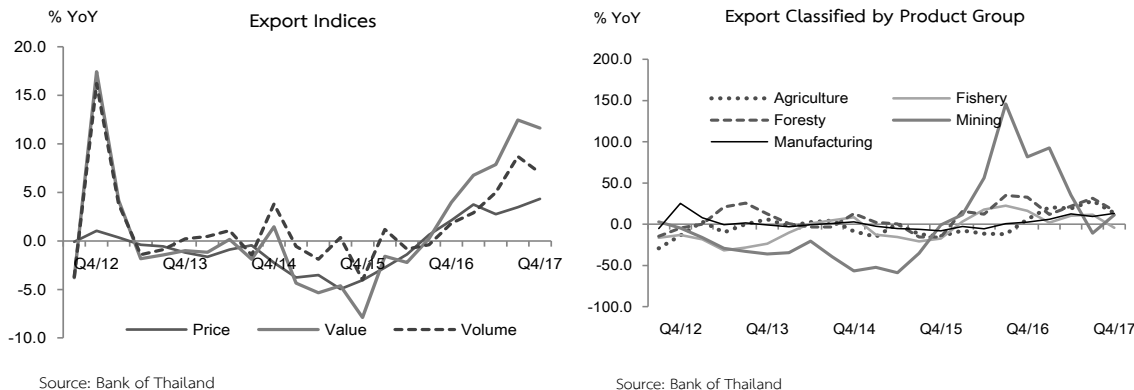 % YoY
Export Indices
20.0
15.0
10.0
5.0
0.0
-5.0
-10.0
Q4/12
Q4/13
Q4/14
Q4/15
Q4/16
Q4/17
Price
Value
Volume
Source: Bank of Thailand
% YoY
Export Classified by Product Group
200.0
150.0
100.0
50.0
0.0
-50.0
-100.0
Agriculture
Fishery
Foresty
Mining
Manufacturing
Q4/12
Q4/13
Q4/14
Q4/15
Q4/16
Q4/17
Source: Bank of Thailand